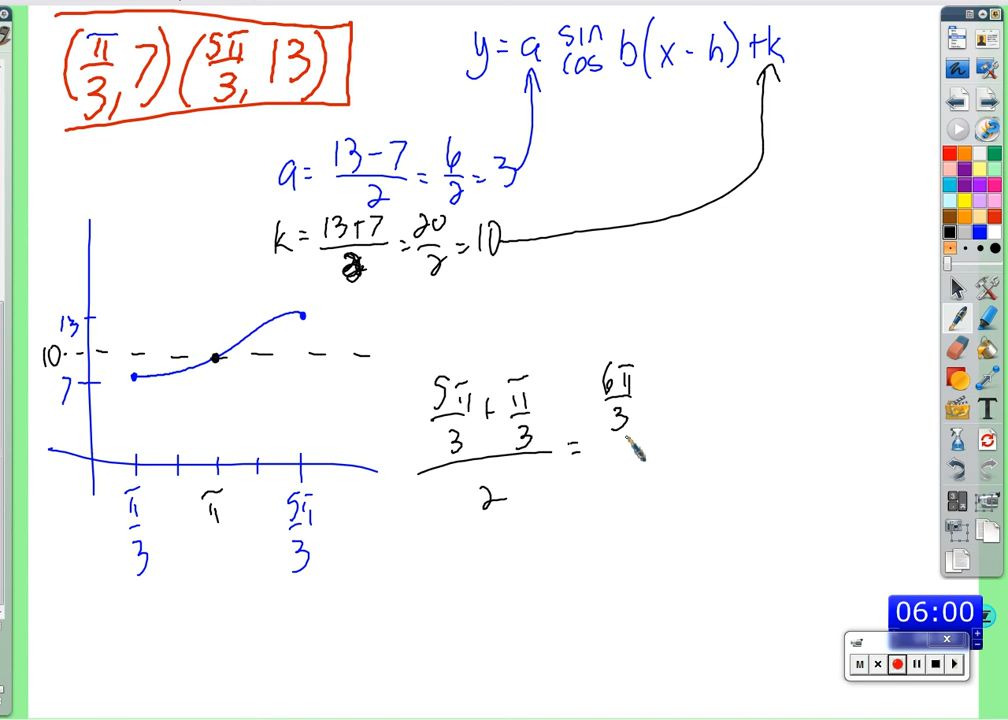 (π/3, 7) (5π/3, 13)
y = a sin cos b(x - h) + k
a = 13 - 7 / 2 = 6/2 = 3
k = 13 + 7 / 2 = 20/2 = 10
13
10
7
π/3 π 5π/3
5π/3 + π/3 / 2 = 6π/3
T
06:00
M